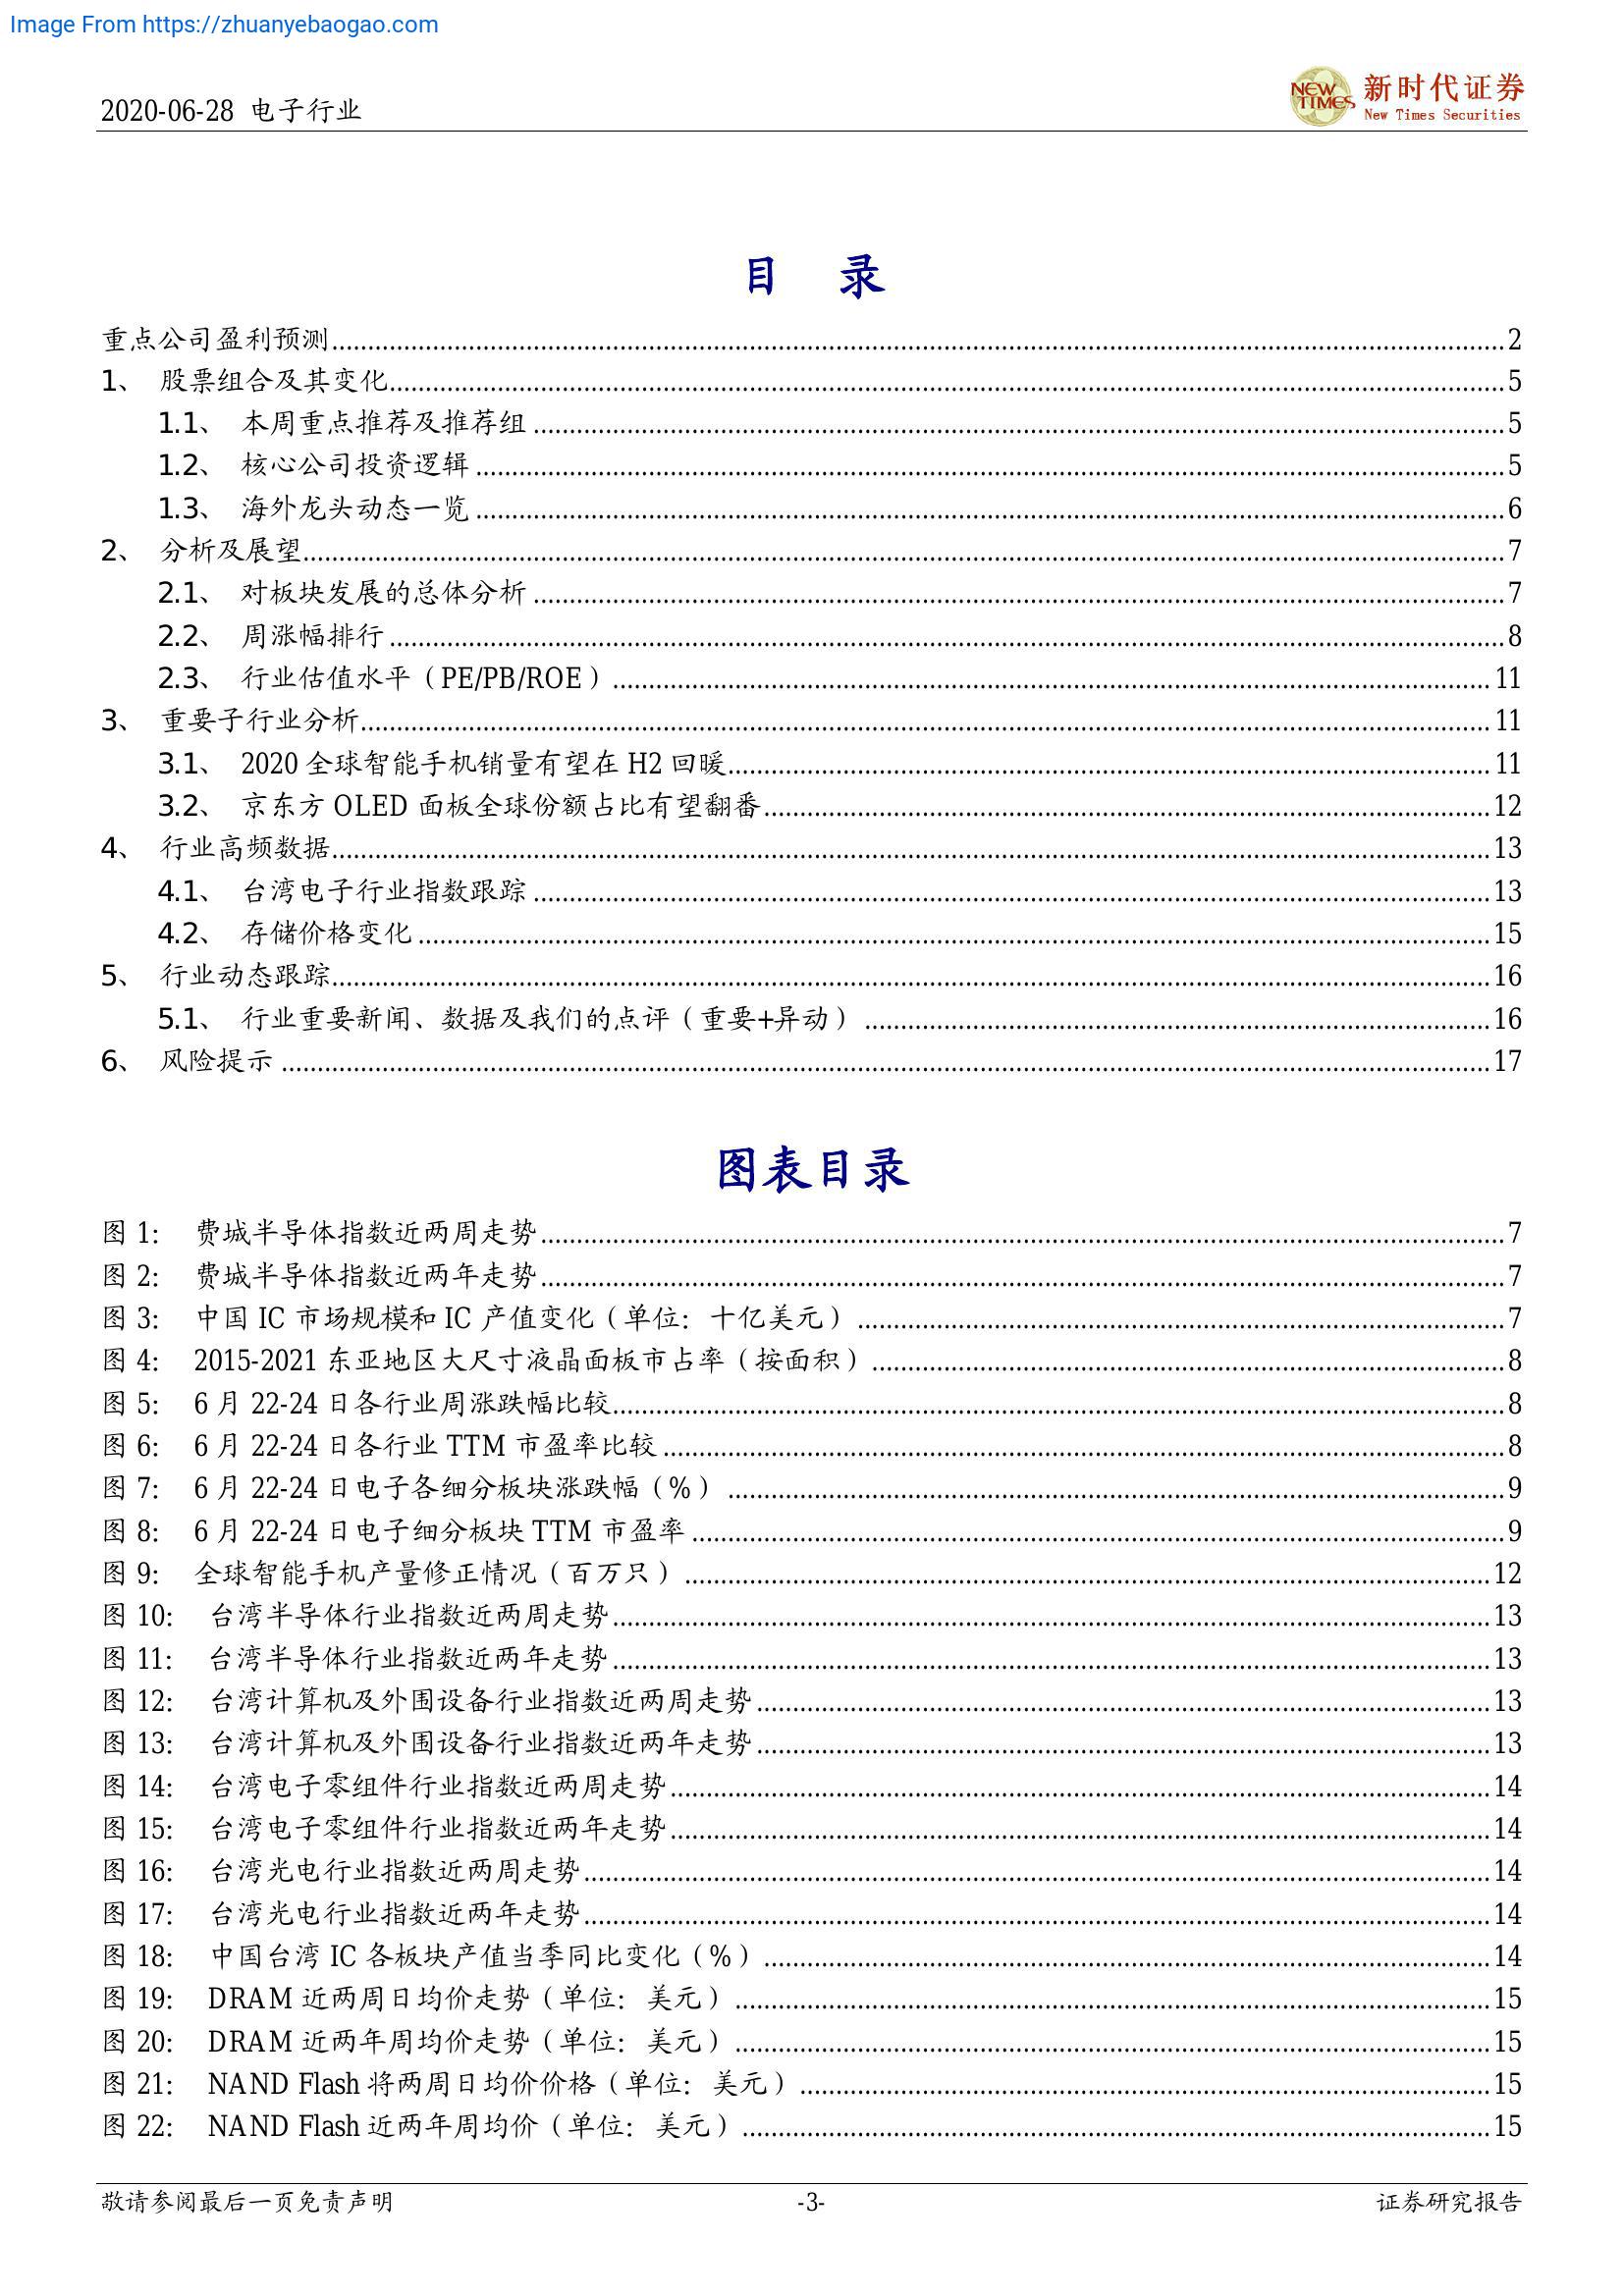 Image From https://zhuanyebaogao.com
2020-06-28 电子行业
NEW TIMES
新时代证券
New Times Securities
目 录
重点公司盈利预测 2
1、 股票组合及其变化 5
1.1、 本周重点推荐及推荐组 5
1.2、 核心公司投资逻辑 5
1.3、 海外龙头动态一览 6
2、 分析及展望 7
2.1、 对板块发展的总体分析 7
2.2、 周涨幅排行 8
2.3、 行业估值水平（PE/PB/ROE） 11
3、 重要子行业分析 11
3.1、 2020 全球智能手机销量有望在 H2 回暖 11
3.2、 京东方 OLED 面板全球份额占比有望翻番 12
4、 行业高频数据 13
4.1、 台湾电子行业指数跟踪 13
4.2、 存储价格变化 15
5、 行业动态跟踪 16
5.1、 行业重要新闻、数据及我们的点评（重要+异动） 16
6、 风险提示 17
图表目录
图 1: 费城半导体指数近两周走势 7
图 2: 费城半导体指数近两年走势 7
图 3: 中国 IC 市场规模和 IC 产值变化（单位：十亿美元） 7
图 4: 2015-2021 东亚地区大尺寸液晶面板市占率（按面积） 8
图 5: 6 月 22-24 日各行业周涨跌幅比较 8
图 6: 6 月 22-24 日各行业 TTM 市盈率比较 8
图 7: 6 月 22-24 日电子各细分板块涨跌幅（%） 9
图 8: 6 月 22-24 日电子细分板块 TTM 市盈率 9
图 9: 全球智能手机产量修正情况（百万只） 12
图 10: 台湾半导体行业指数近两周走势 13
图 11: 台湾半导体行业指数近两年走势 13
图 12: 台湾计算机及外围设备行业指数近两周走势 13
图 13: 台湾计算机及外围设备行业指数近两年走势 13
图 14: 台湾电子零组件行业指数近两周走势 14
图 15: 台湾电子零组件行业指数近两年走势 14
图 16: 台湾光电行业指数近两周走势 14
图 17: 台湾光电行业指数近两年走势 14
图 18: 中国台湾 IC 各板块产值当季同比变化（%） 14
图 19: DRAM 近两周日均价走势（单位：美元） 15
图 20: DRAM 近两年周均价走势（单位：美元） 15
图 21: NAND Flash 将两周日均价价格（单位：美元） 15
图 22: NAND Flash 近两年周均价（单位：美元） 15
敬请参阅最后一页免责声明 -3- 证券研究报告